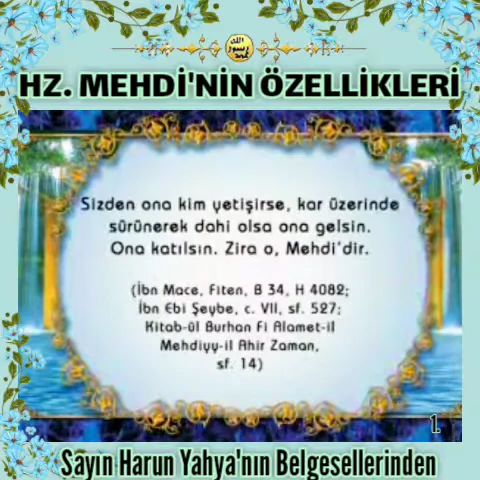 HZ. MEHDİ'NİN ÖZELLİKLERİ
Sizden ona kim yetişirse, kar üzerinde
sürünerek dahi olsa ona gelsin.
Ona katılsın. Zira o, Mehdi'dir.
(İbn Mace, Fiten, B 34, H 4082;
İbn Ebi Şeybe, c. VII, sf. 527;
Kitab-ül Burhan Fi Alamet-il
Mehdiyy-il Ahir Zaman,
sf. 14)
1.
Sayın Harun Yahya'nın Belgesellerinden